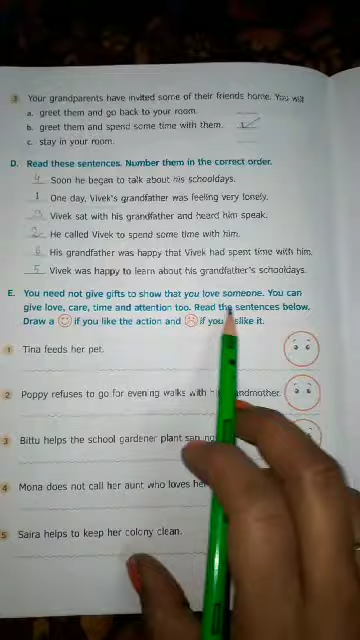 3 Your grandparents have invited some of their friends home. You will
a. greet them and go back to your room.
b. greet them and spend some time with them. ✓
c. stay in your room.
D. Read these sentences. Number them in the correct order.
4 Soon he began to talk about his schooldays.
1 One day, Vivek's grandfather was feeling very lonely.
3 Vivek sat with his grandfather and heard him speak.
2 He called Vivek to spend some time with him.
6 His grandfather was happy that Vivek had spent time with him.
5 Vivek was happy to learn about his grandfather's schooldays.
E. You need not give gifts to show that you love someone. You can
give love, care, time and attention too. Read the sentences below.
Draw a if you like the action and if you dislike it.
1 Tina feeds her pet.
2 Poppy refuses to go for evening walks with grandmother.
3 Bittu helps the school gardener plant
4 Mona does not call her aunt who loves her
5 Saira helps to keep her colony clean.